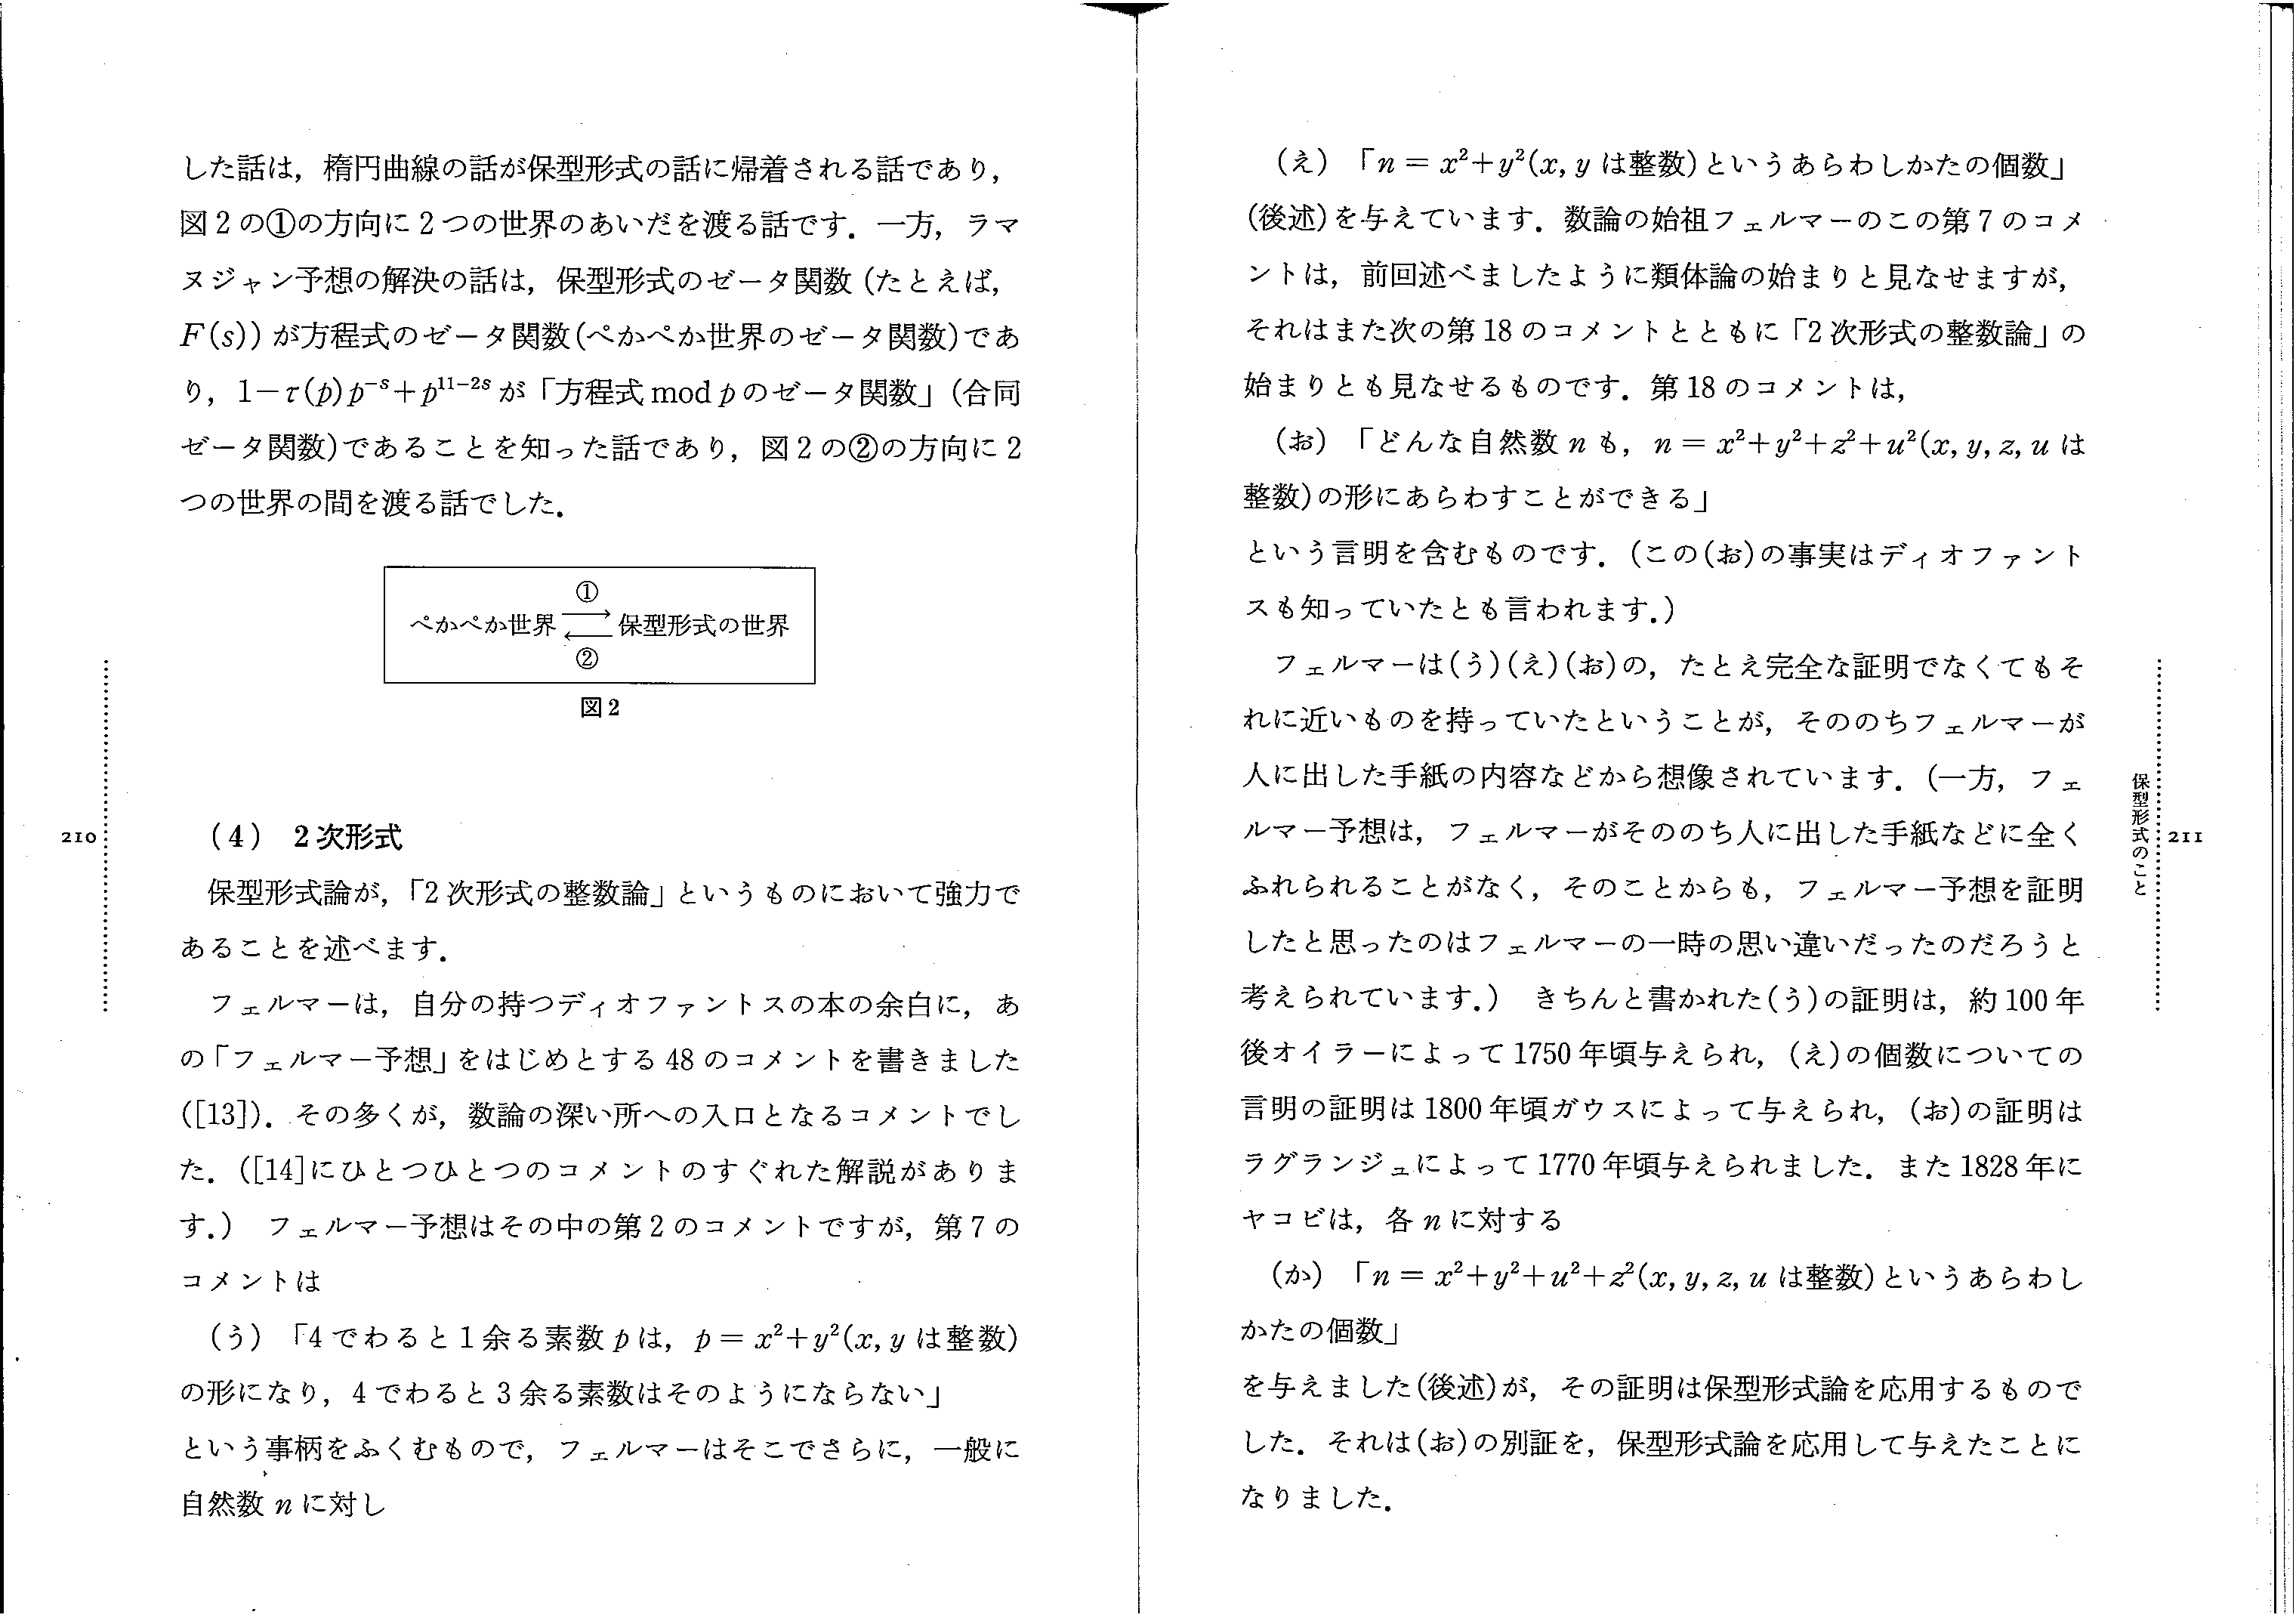 した話は，楕円曲線の話が保型形式の話に帰着される話であり，
図2の①の方向に2つの世界のあいだを渡る話です．一方，ラマ
ヌジャン予想の解決の話は，保型形式のゼータ関数（たとえば，
F(s)）が方程式のゼータ関数（ぺかぺか世界のゼータ関数）であ
り，1−τ(p)p⁻ˢ+p¹¹⁻²ˢ が「方程式 mod p のゼータ関数」（合同
ゼータ関数）であることを知った話であり，図2の②の方向に2
つの世界の間を渡る話でした．
①
ぺかぺか世界 ⇄ 保型形式の世界
②
図2
（4） 2次形式
保型形式論が，「2次形式の整数論」というものにおいて強力で
あることを述べます．
フェルマーは，自分の持つディオファントスの本の余白に，あ
の「フェルマー予想」をはじめとする48のコメントを書きました
（[13]）．その多くが，数論の深い所への入口となるコメントでし
た．（[14]にひとつひとつのコメントのすぐれた解説がありま
す．） フェルマー予想はその中の第2のコメントですが，第7の
コメントは
（う）「4でわると1余る素数 p は，p = x²+y²（x, y は整数）
の形になり，4でわると3余る素数はそのようにならない」
という事柄をふくむもので，フェルマーはそこでさらに，一般に
自然数 n に対し
210
（え）「n = x²+y²（x, y は整数）というあらわしかたの個数」
（後述）を与えています．数論の始祖フェルマーのこの第7のコメ
ントは，前回述べましたように類体論の始まりと見なせますが，
それはまた次の第18のコメントとともに「2次形式の整数論」の
始まりとも見なせるものです．第18のコメントは，
（お）「どんな自然数 n も，n = x²+y²+z²+u²（x, y, z, u は
整数）の形にあらわすことができる」
という言明を含むものです．（この（お）の事実はディオファント
スも知っていたとも言われます．）
フェルマーは（う）（え）（お）の，たとえ完全な証明でなくてもそ
れに近いものを持っていたということが，そののちフェルマーが
人に出した手紙の内容などから想像されています．（一方，フェ
ルマー予想は，フェルマーがそののち人に出した手紙などに全く
ふれられることがなく，そのことからも，フェルマー予想を証明
したと思ったのはフェルマーの一時の思い違いだったのだろうと
考えられています．） きちんと書かれた（う）の証明は，約100年
後オイラーによって1750年頃与えられ，（え）の個数についての
言明の証明は1800年頃ガウスによって与えられ，（お）の証明は
ラグランジュによって1770年頃与えられました．また1828年に
ヤコビは，各 n に対する
（か）「n = x²+y²+u²+z²（x, y, z, u は整数）というあらわし
かたの個数」
を与えました（後述）が，その証明は保型形式論を応用するもので
した．それは（お）の別証を，保型形式論を応用して与えたことに
なりました．
保型形式のこと
211